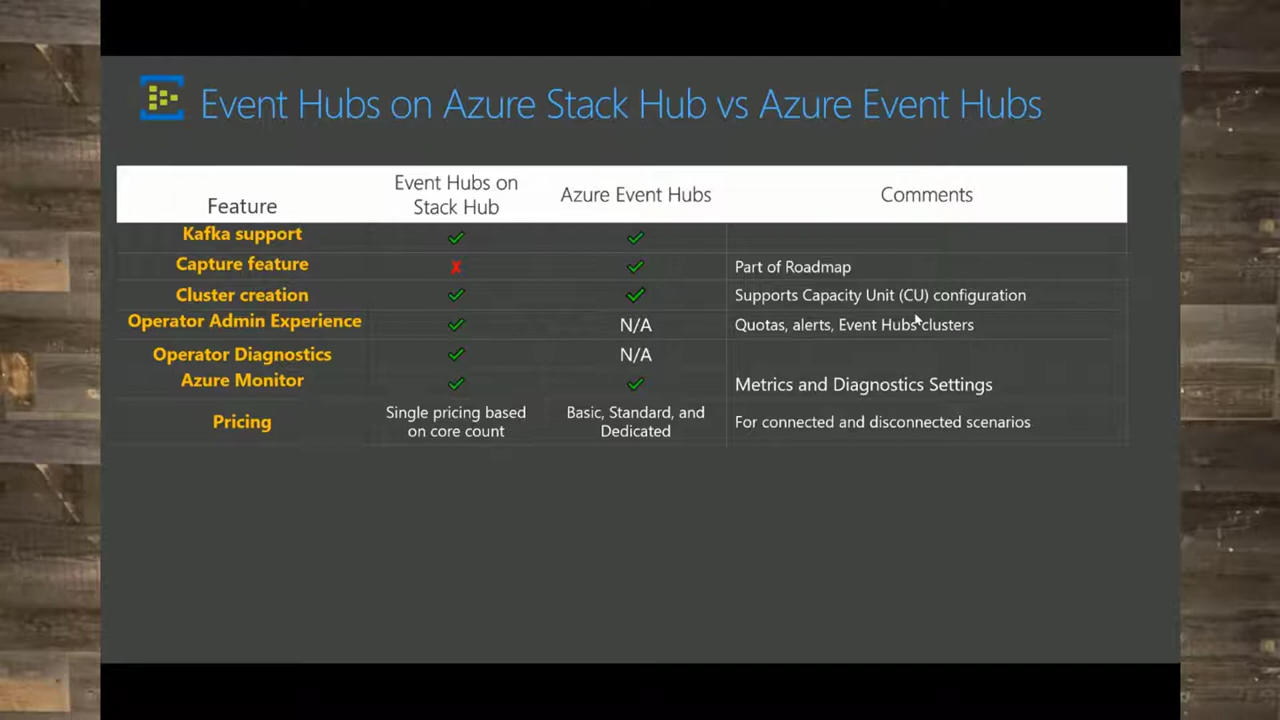 Event Hubs on Azure Stack Hub vs Azure Event Hubs
Feature
Event Hubs on
Stack Hub
Azure Event Hubs
Comments
Kafka support
Capture feature
Part of Roadmap
Cluster creation
Supports Capacity Unit (CU) configuration
Operator Admin Experience
N/A
Quotas, alerts, Event Hubs clusters
Operator Diagnostics
N/A
Azure Monitor
Metrics and Diagnostics Settings
Pricing
Single pricing based
on core count
Basic, Standard, and
Dedicated
For connected and disconnected scenarios